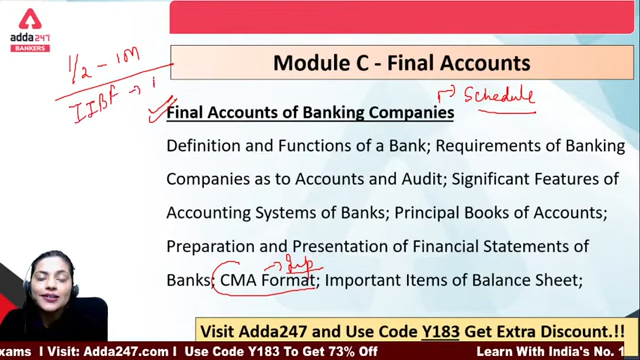 adda247
BANKERS
1/2 - 10M
IIBF → 1
Module C - Final Accounts
→ Schedule
Final Accounts of Banking Companies
Definition and Functions of a Bank; Requirements of Banking
Companies as to Accounts and Audit; Significant Features of
Accounting Systems of Banks; Principal Books of Accounts;
Preparation and Presentation of Financial Statements of
→ Imp
Banks; CMA Format; Important Items of Balance Sheet;
Visit Adda247 and Use Code Y183 Get Extra Discount.!!
xams I Visit: Adda247.com I Use Code Y183 To Get 73% Off Learn With India's No. 1